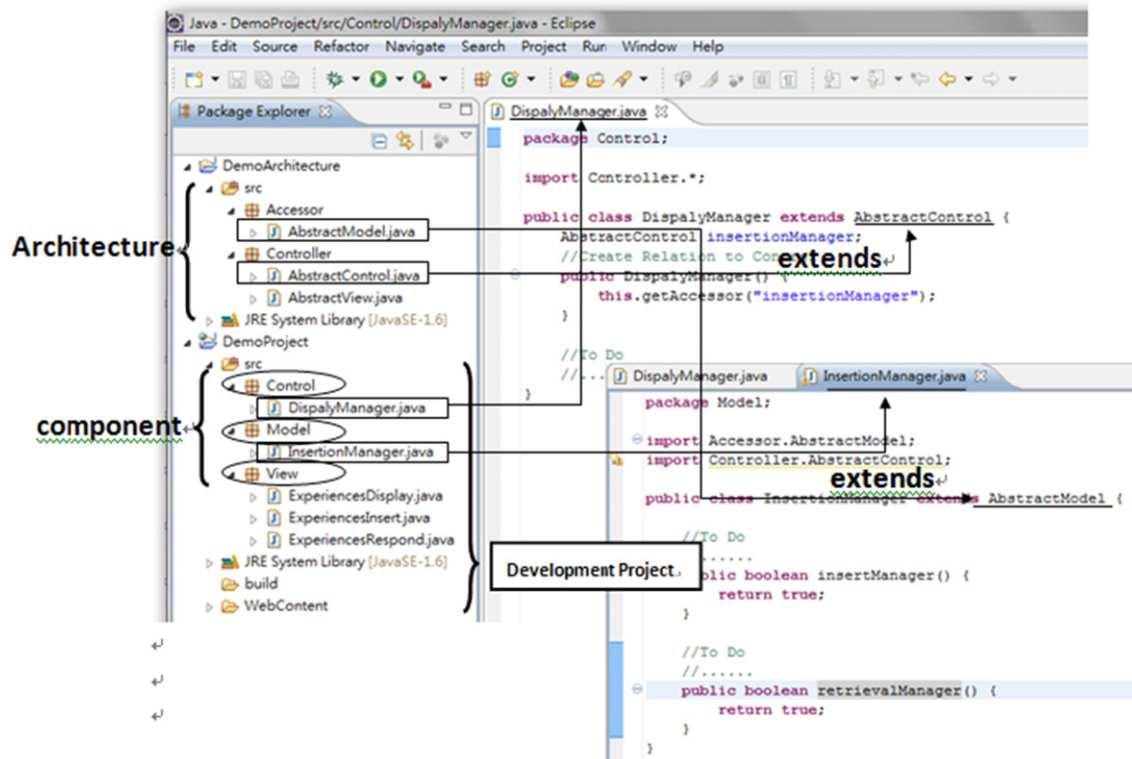 Java - DemoProject/src/Control/DispalyManager.java - Eclipse
File Edit Source Refactor Navigate Search Project Run Window Help
Package Explorer
DemoArchitecture
src
Accessor
AbstractModel.java
Controller
AbstractControl.java
AbstractView.java
JRE System Library [JavaSE-1.6]
DemoProject
src
Control
DispalyManager.java
Model
InsertionManager.java
View
ExperiencesDisplay.java
ExperiencesInsert.java
ExperiencesRespond.java
JRE System Library [JavaSE-1.6]
build
WebContent
Architecture
component
Development Project
DispalyManager.java
package Control;
import Controller.*;
public class DispalyManager extends AbstractControl {
AbstractControl insertionManager;
//Create Relation to
extends
public DispalyManager() {
this.getAccessor("insertionManager");
}
//To Do
//...
}
DispalyManager.java InsertionManager.java
package Model;
import Accessor.AbstractModel;
import Controller.AbstractControl;
extends
public class InsertionManager extends AbstractModel {
//To Do
......
public boolean insertManager() {
return true;
}
//To Do
//......
public boolean retrievalManager() {
return true;
}
}